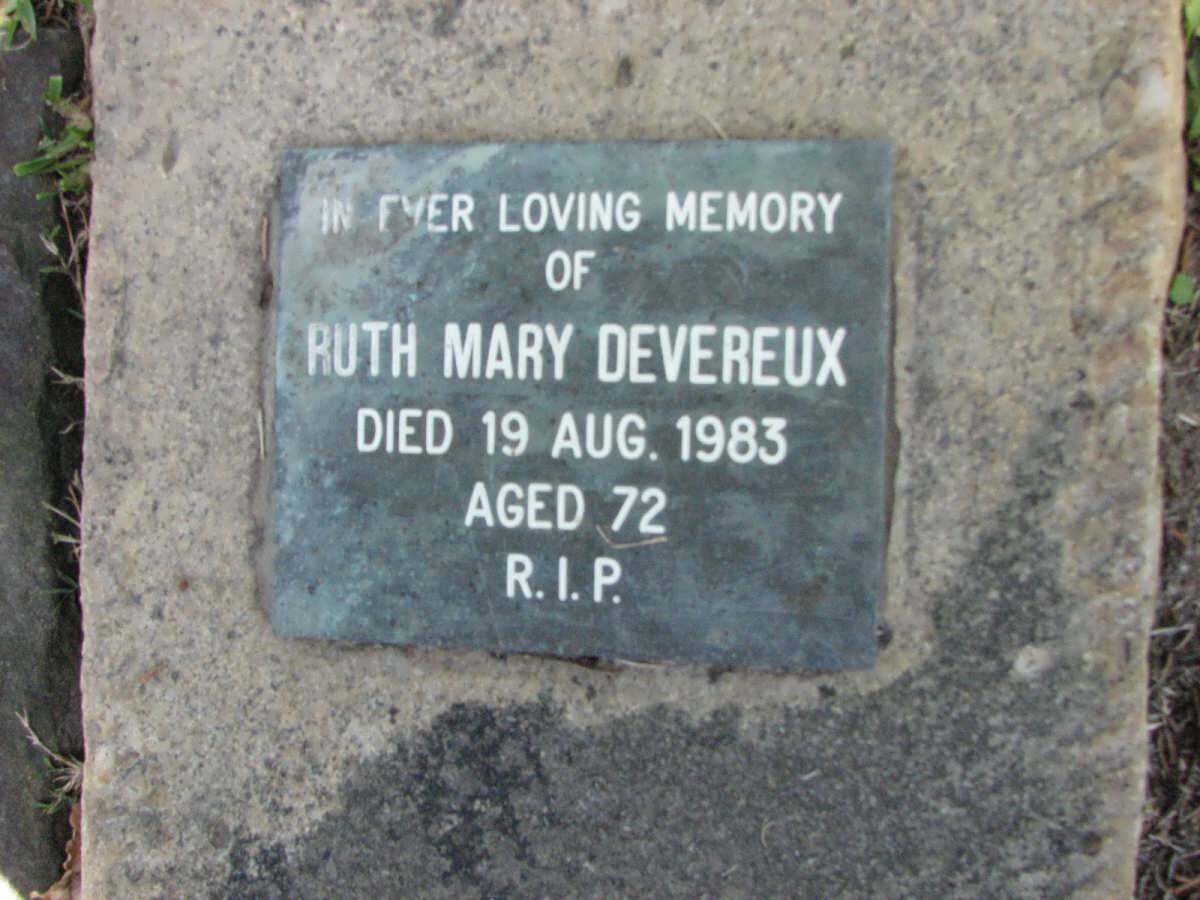 IN EVER LOVING MEMORY
OF
RUTH MARY DEVEREUX
DIED 19 AUG. 1983
AGED 72
R.I.P.